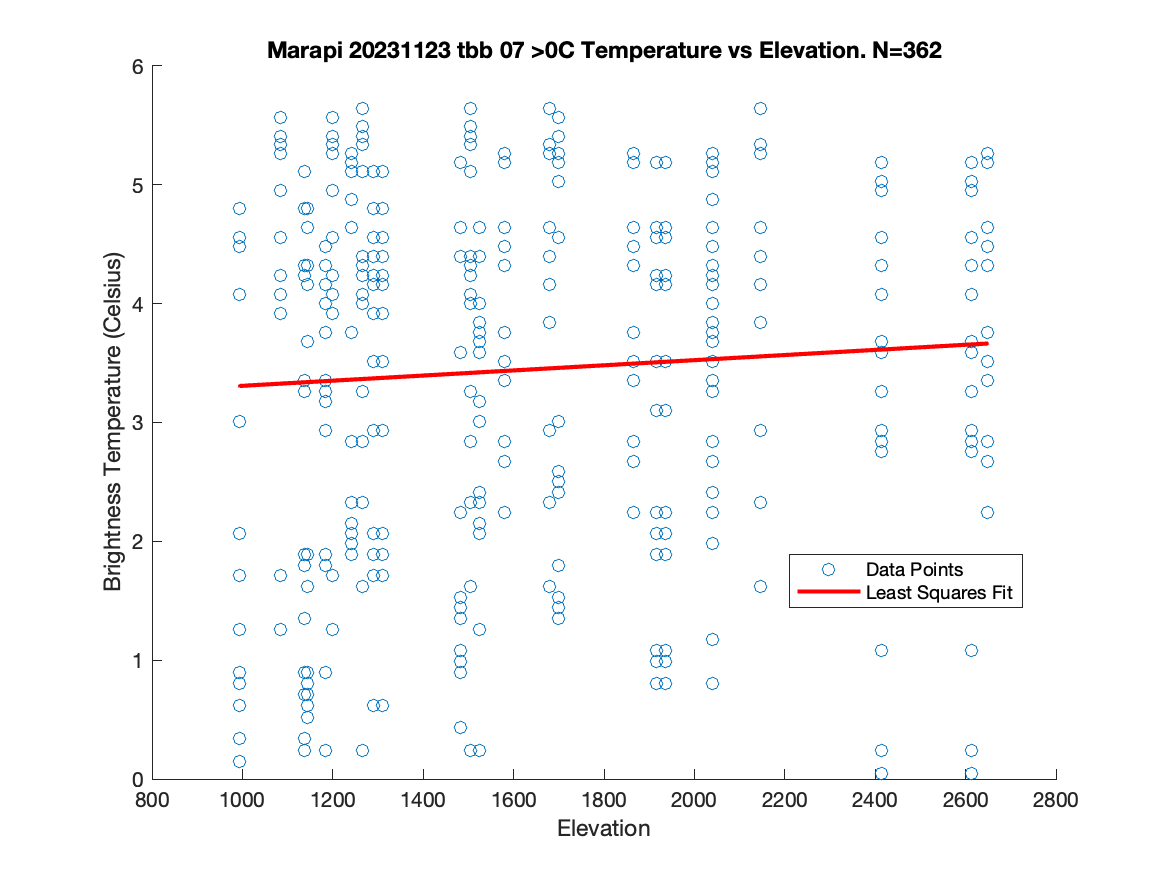 Marapi 20231123 tbb 07 >0C Temperature vs Elevation. N=362
6
5
4
3
2
1
0
Brightness Temperature (Celsius)
Data Points
Least Squares Fit
800 1000 1200 1400 1600 1800 2000 2200 2400 2600 2800
Elevation